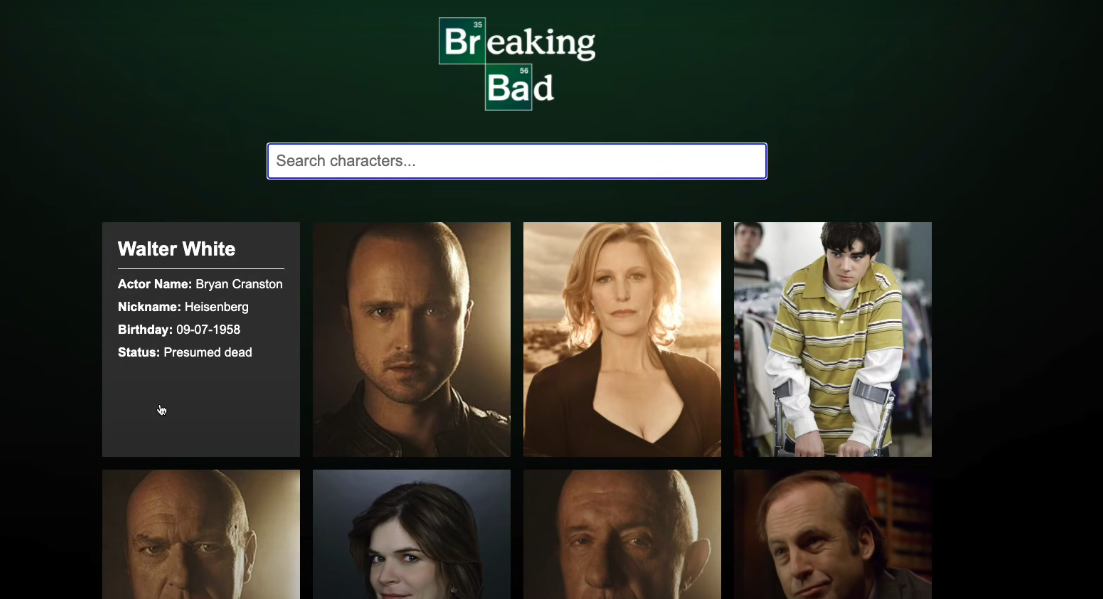 35
Breaking
56
Bad
Search characters...
Walter White
Actor Name: Bryan Cranston
Nickname: Heisenberg
Birthday: 09-07-1958
Status: Presumed dead